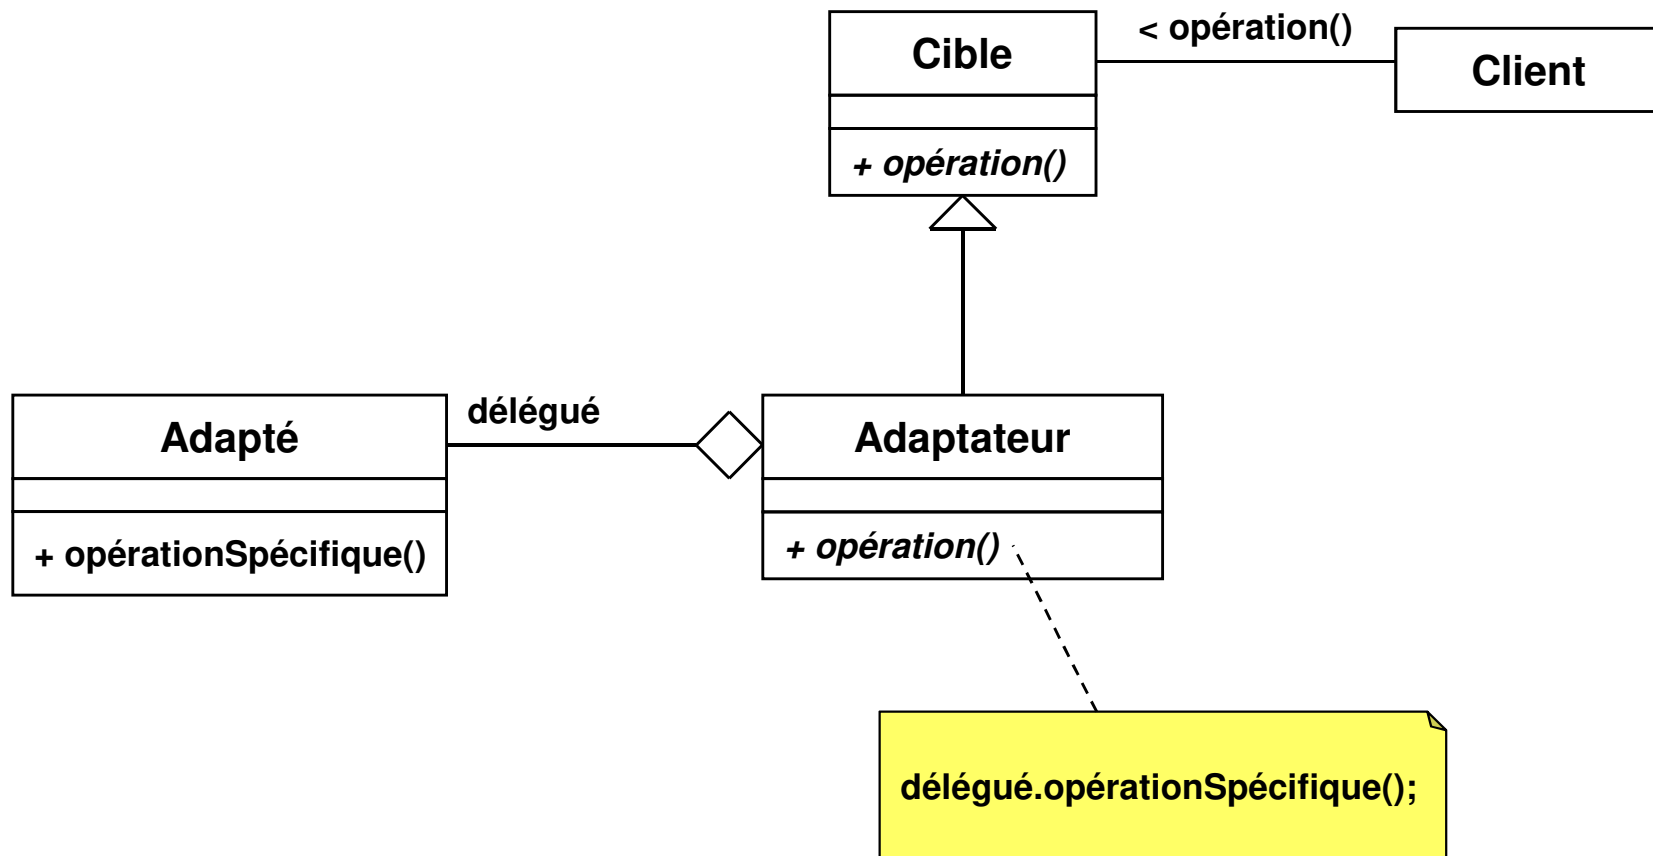 Cible
< opération()
Client
+ opération()
Adapté
délégué
Adaptateur
+ opérationSpécifique()
+ opération()
délégué.opérationSpécifique();